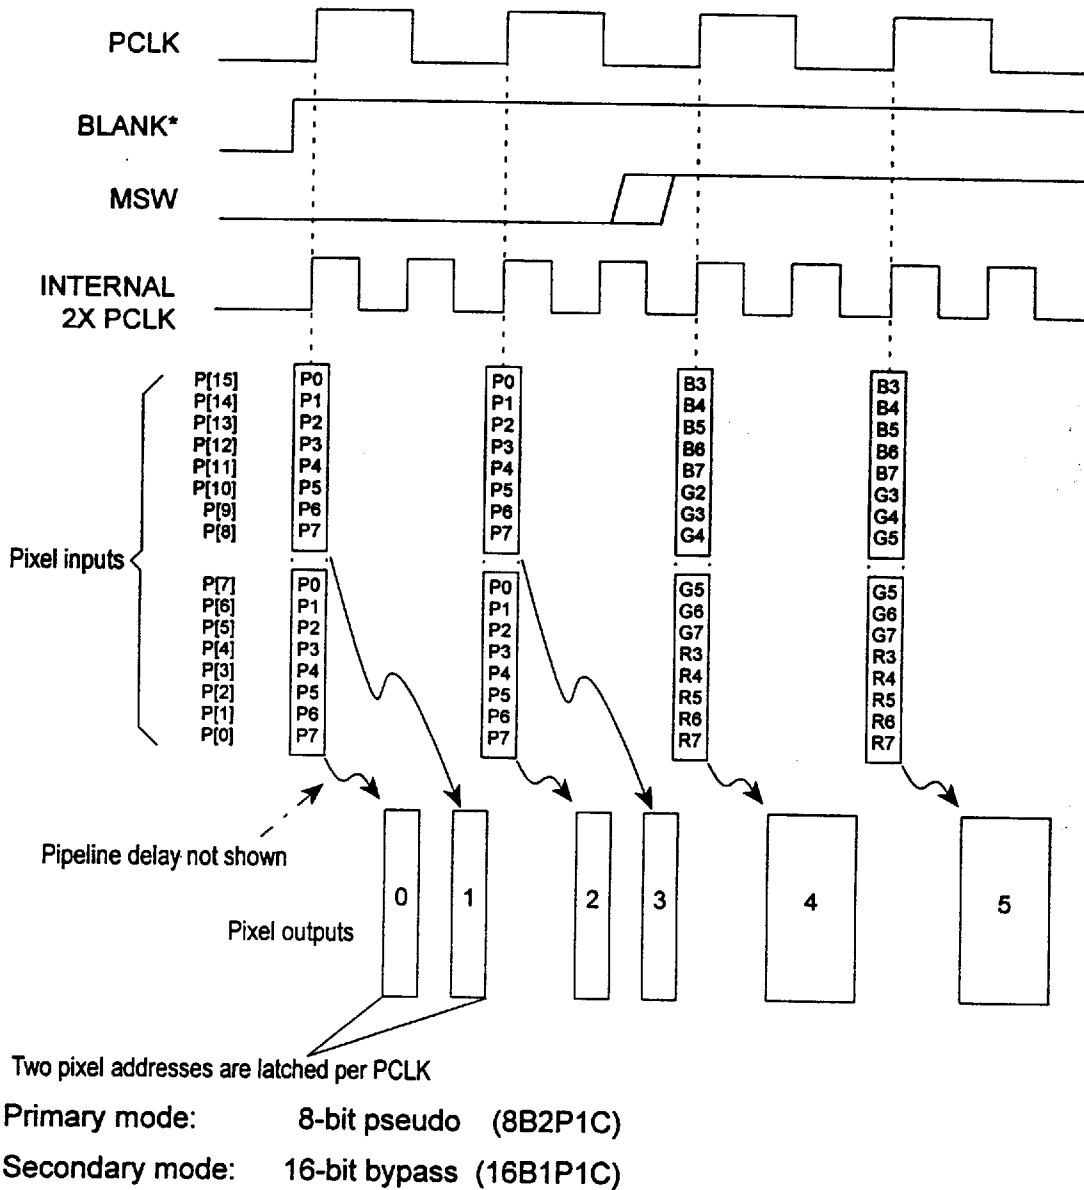 PCLK
BLANK*
MSW
INTERNAL
2X PCLK
P[15] P0 P0 B3 B3
P[14] P1 P1 B4 B4
P[13] P2 P2 B5 B5
P[12] P3 P3 B6 B6
P[11] P4 P4 B7 B7
P[10] P5 P5 G2 G3
P[9] P6 P6 G3 G4
P[8] P7 P7 G4 G5
Pixel inputs
P[7] P0 P0 G5 G5
P[6] P1 P1 G6 G6
P[5] P2 P2 G7 G7
P[4] P3 P3 R3 R3
P[3] P4 P4 R4 R4
P[2] P5 P5 R5 R5
P[1] P6 P6 R6 R6
P[0] P7 P7 R7 R7
Pipeline delay not shown
Pixel outputs
0 1 2 3 4 5
Two pixel addresses are latched per PCLK
Primary mode: 8-bit pseudo (8B2P1C)
Secondary mode: 16-bit bypass (16B1P1C)